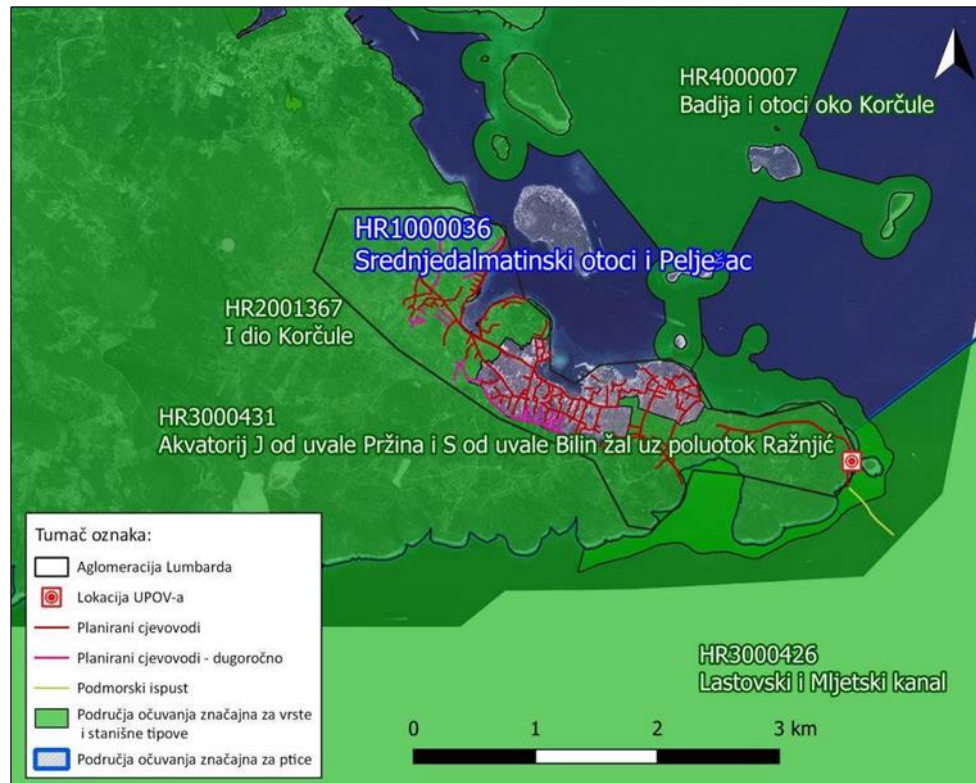 HR4000007
Badija i otoci oko Korčule
HR1000036
Srednjedalmatinski otoci i Pelješac
HR2001367
I dio Korčule
HR3000431
Akvatorij J od uvale Pržina i S od uvale Bilin žal uz poluotok Ražnjić
Tumač oznaka:
Aglomeracija Lumbarda
Lokacija UPOV-a
Planirani cjevovodi
Planirani cjevovodi - dugoročno
Podmorski ispust
Područja očuvanja značajna za vrste
i stanišne tipove
Područja očuvanja značajna za ptice
HR3000426
Lastovski i Mljetski kanal
0 1 2 3 km